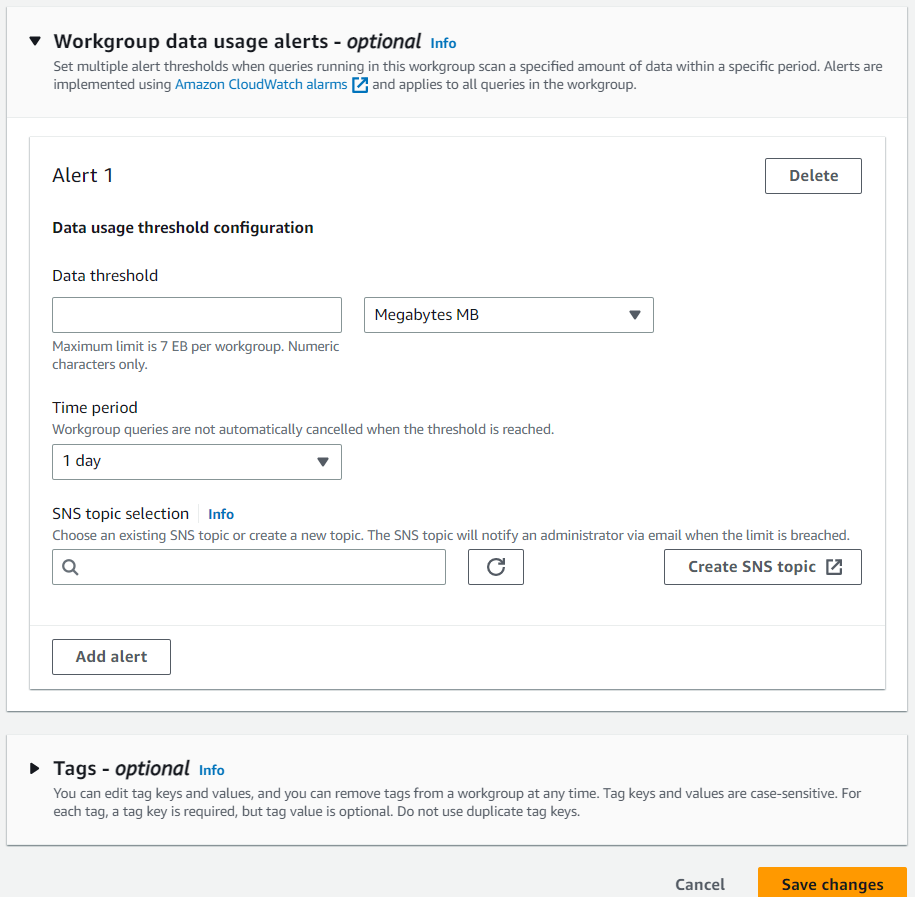 Workgroup data usage alerts - optional Info
Set multiple alert thresholds when queries running in this workgroup scan a specified amount of data within a specific period. Alerts are
implemented using Amazon CloudWatch alarms and applies to all queries in the workgroup.
Alert 1
Delete
Data usage threshold configuration
Data threshold
Megabytes MB
Maximum limit is 7 EB per workgroup. Numeric
characters only.
Time period
Workgroup queries are not automatically cancelled when the threshold is reached.
1 day
SNS topic selection Info
Choose an existing SNS topic or create a new topic. The SNS topic will notify an administrator via email when the limit is breached.
Create SNS topic
Add alert
Tags - optional Info
You can edit tag keys and values, and you can remove tags from a workgroup at any time. Tag keys and values are case-sensitive. For
each tag, a tag key is required, but tag value is optional. Do not use duplicate tag keys.
Cancel
Save changes